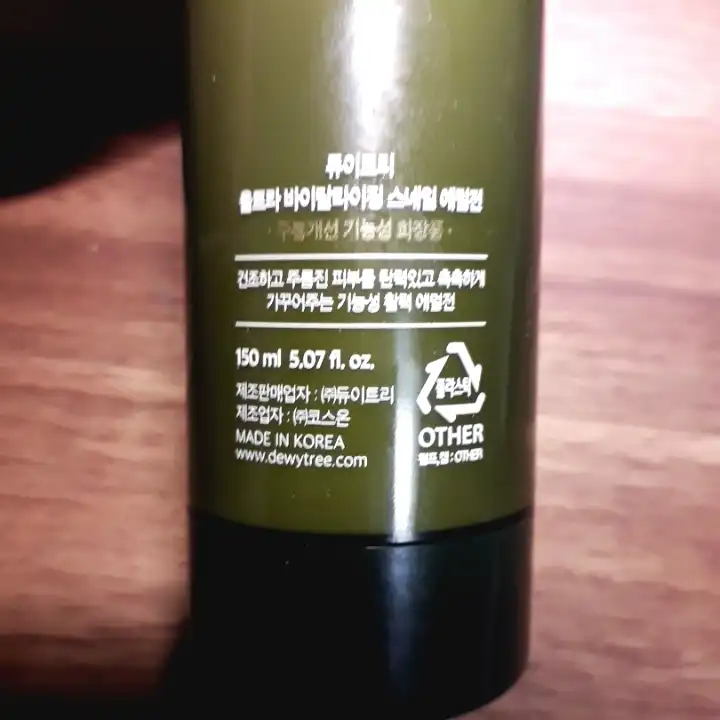 듀이트리
울트라 바이탈라이징 스네일 에멀전
· 주름개선 기능성 화장품 ·
건조하고 주름진 피부를 탄력있고 촉촉하게
가꾸어주는 기능성 활력 에멀전
150 ml 5.07 fl. oz.
제조판매업자 : ㈜듀이트리
제조업자 : ㈜코스온
MADE IN KOREA
www.dewytree.com
플라스틱
OTHER
펌프,캡 : OTHER